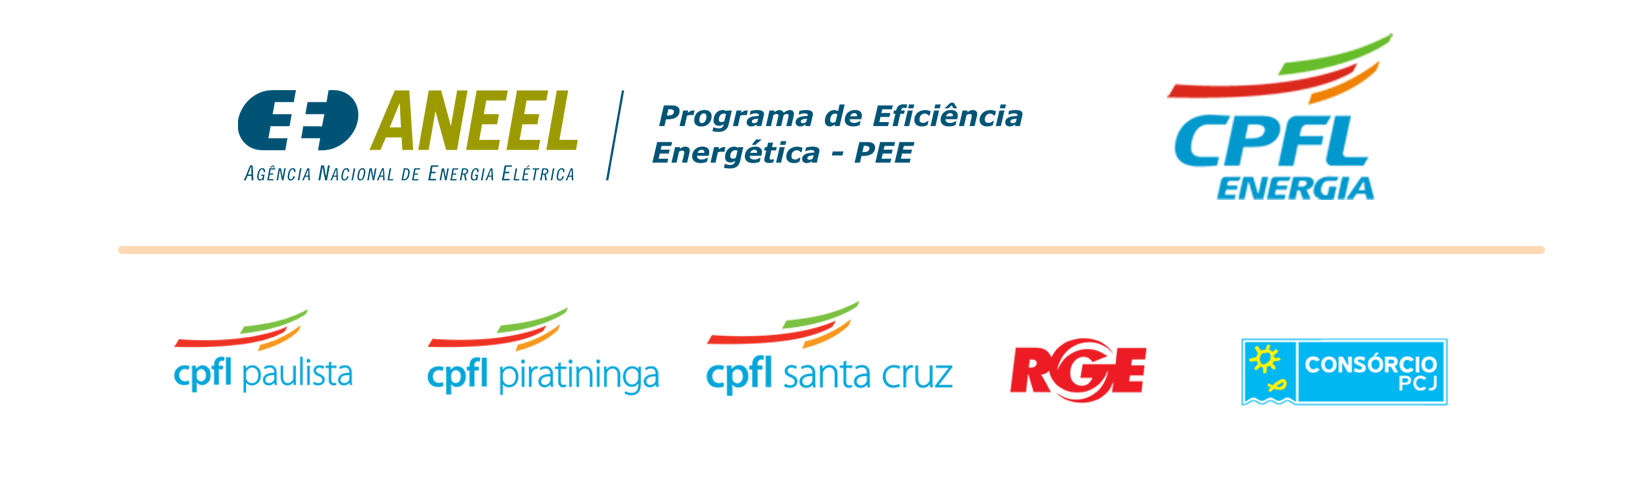 ANEEL
AGÊNCIA NACIONAL DE ENERGIA ELÉTRICA
Programa de Eficiência
Energética - PEE
CPFL
ENERGIA
cpfl paulista
cpfl piratininga
cpfl santa cruz
RGE
CONSÓRCIO
PCJ